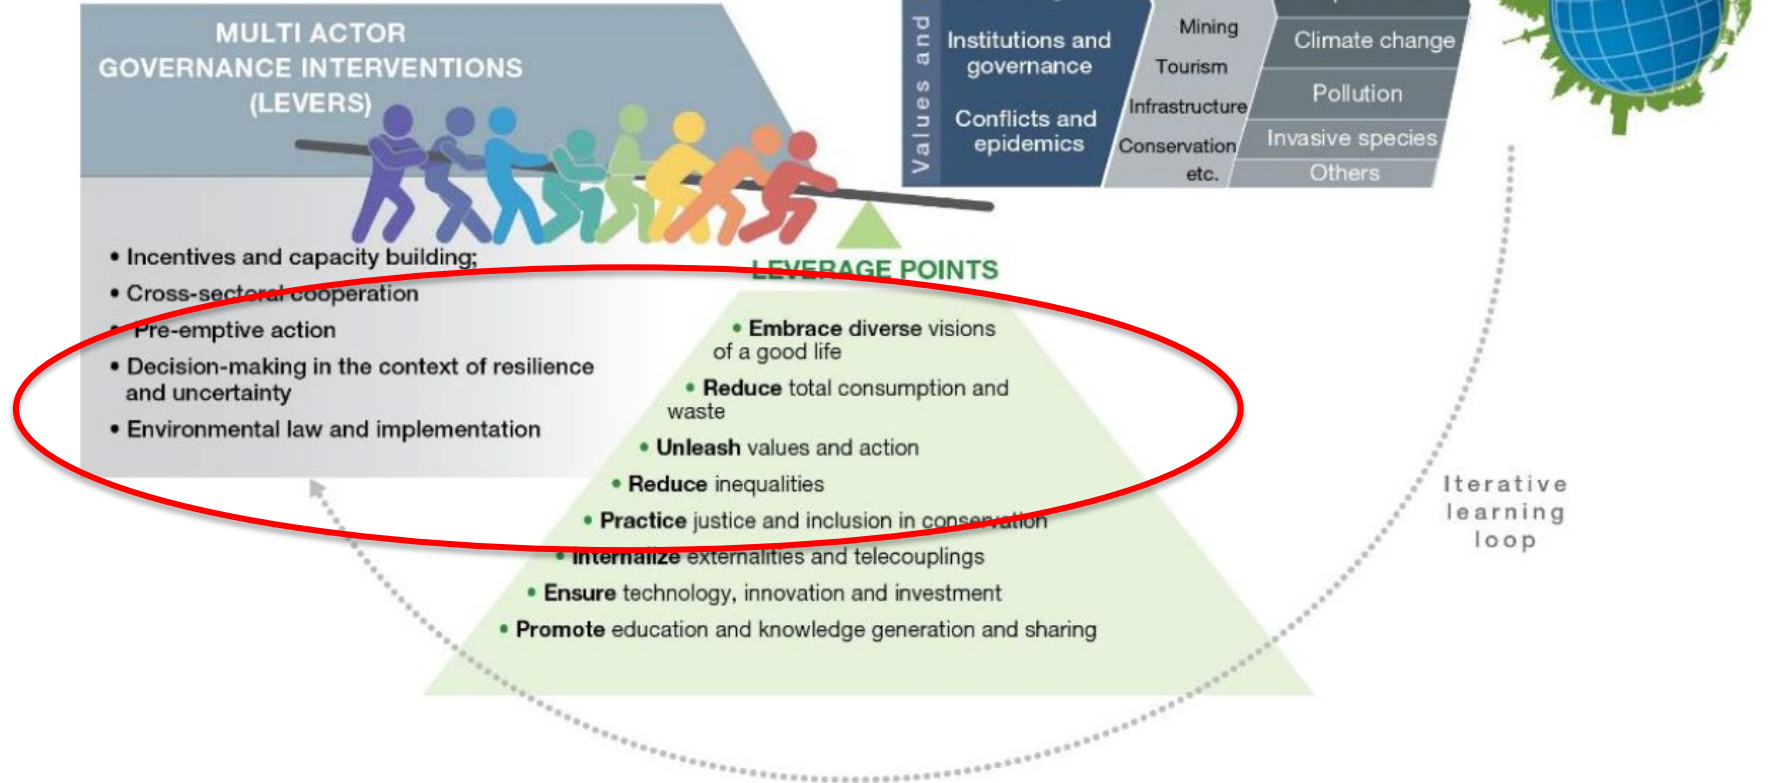 MULTI ACTOR
GOVERNANCE INTERVENTIONS
(LEVERS)
• Incentives and capacity building;
• Cross-sectoral cooperation
• Pre-emptive action
• Decision-making in the context of resilience
and uncertainty
• Environmental law and implementation
Values and
Institutions and
governance
Conflicts and
epidemics
Mining
Tourism
Infrastructure
Conservation
etc.
Climate change
Pollution
Invasive species
Others
LEVERAGE POINTS
• Embrace diverse visions
of a good life
• Reduce total consumption and
waste
• Unleash values and action
• Reduce inequalities
• Practice justice and inclusion in conservation
• Internalize externalities and telecouplings
• Ensure technology, innovation and investment
• Promote education and knowledge generation and sharing
Iterative
learning
loop